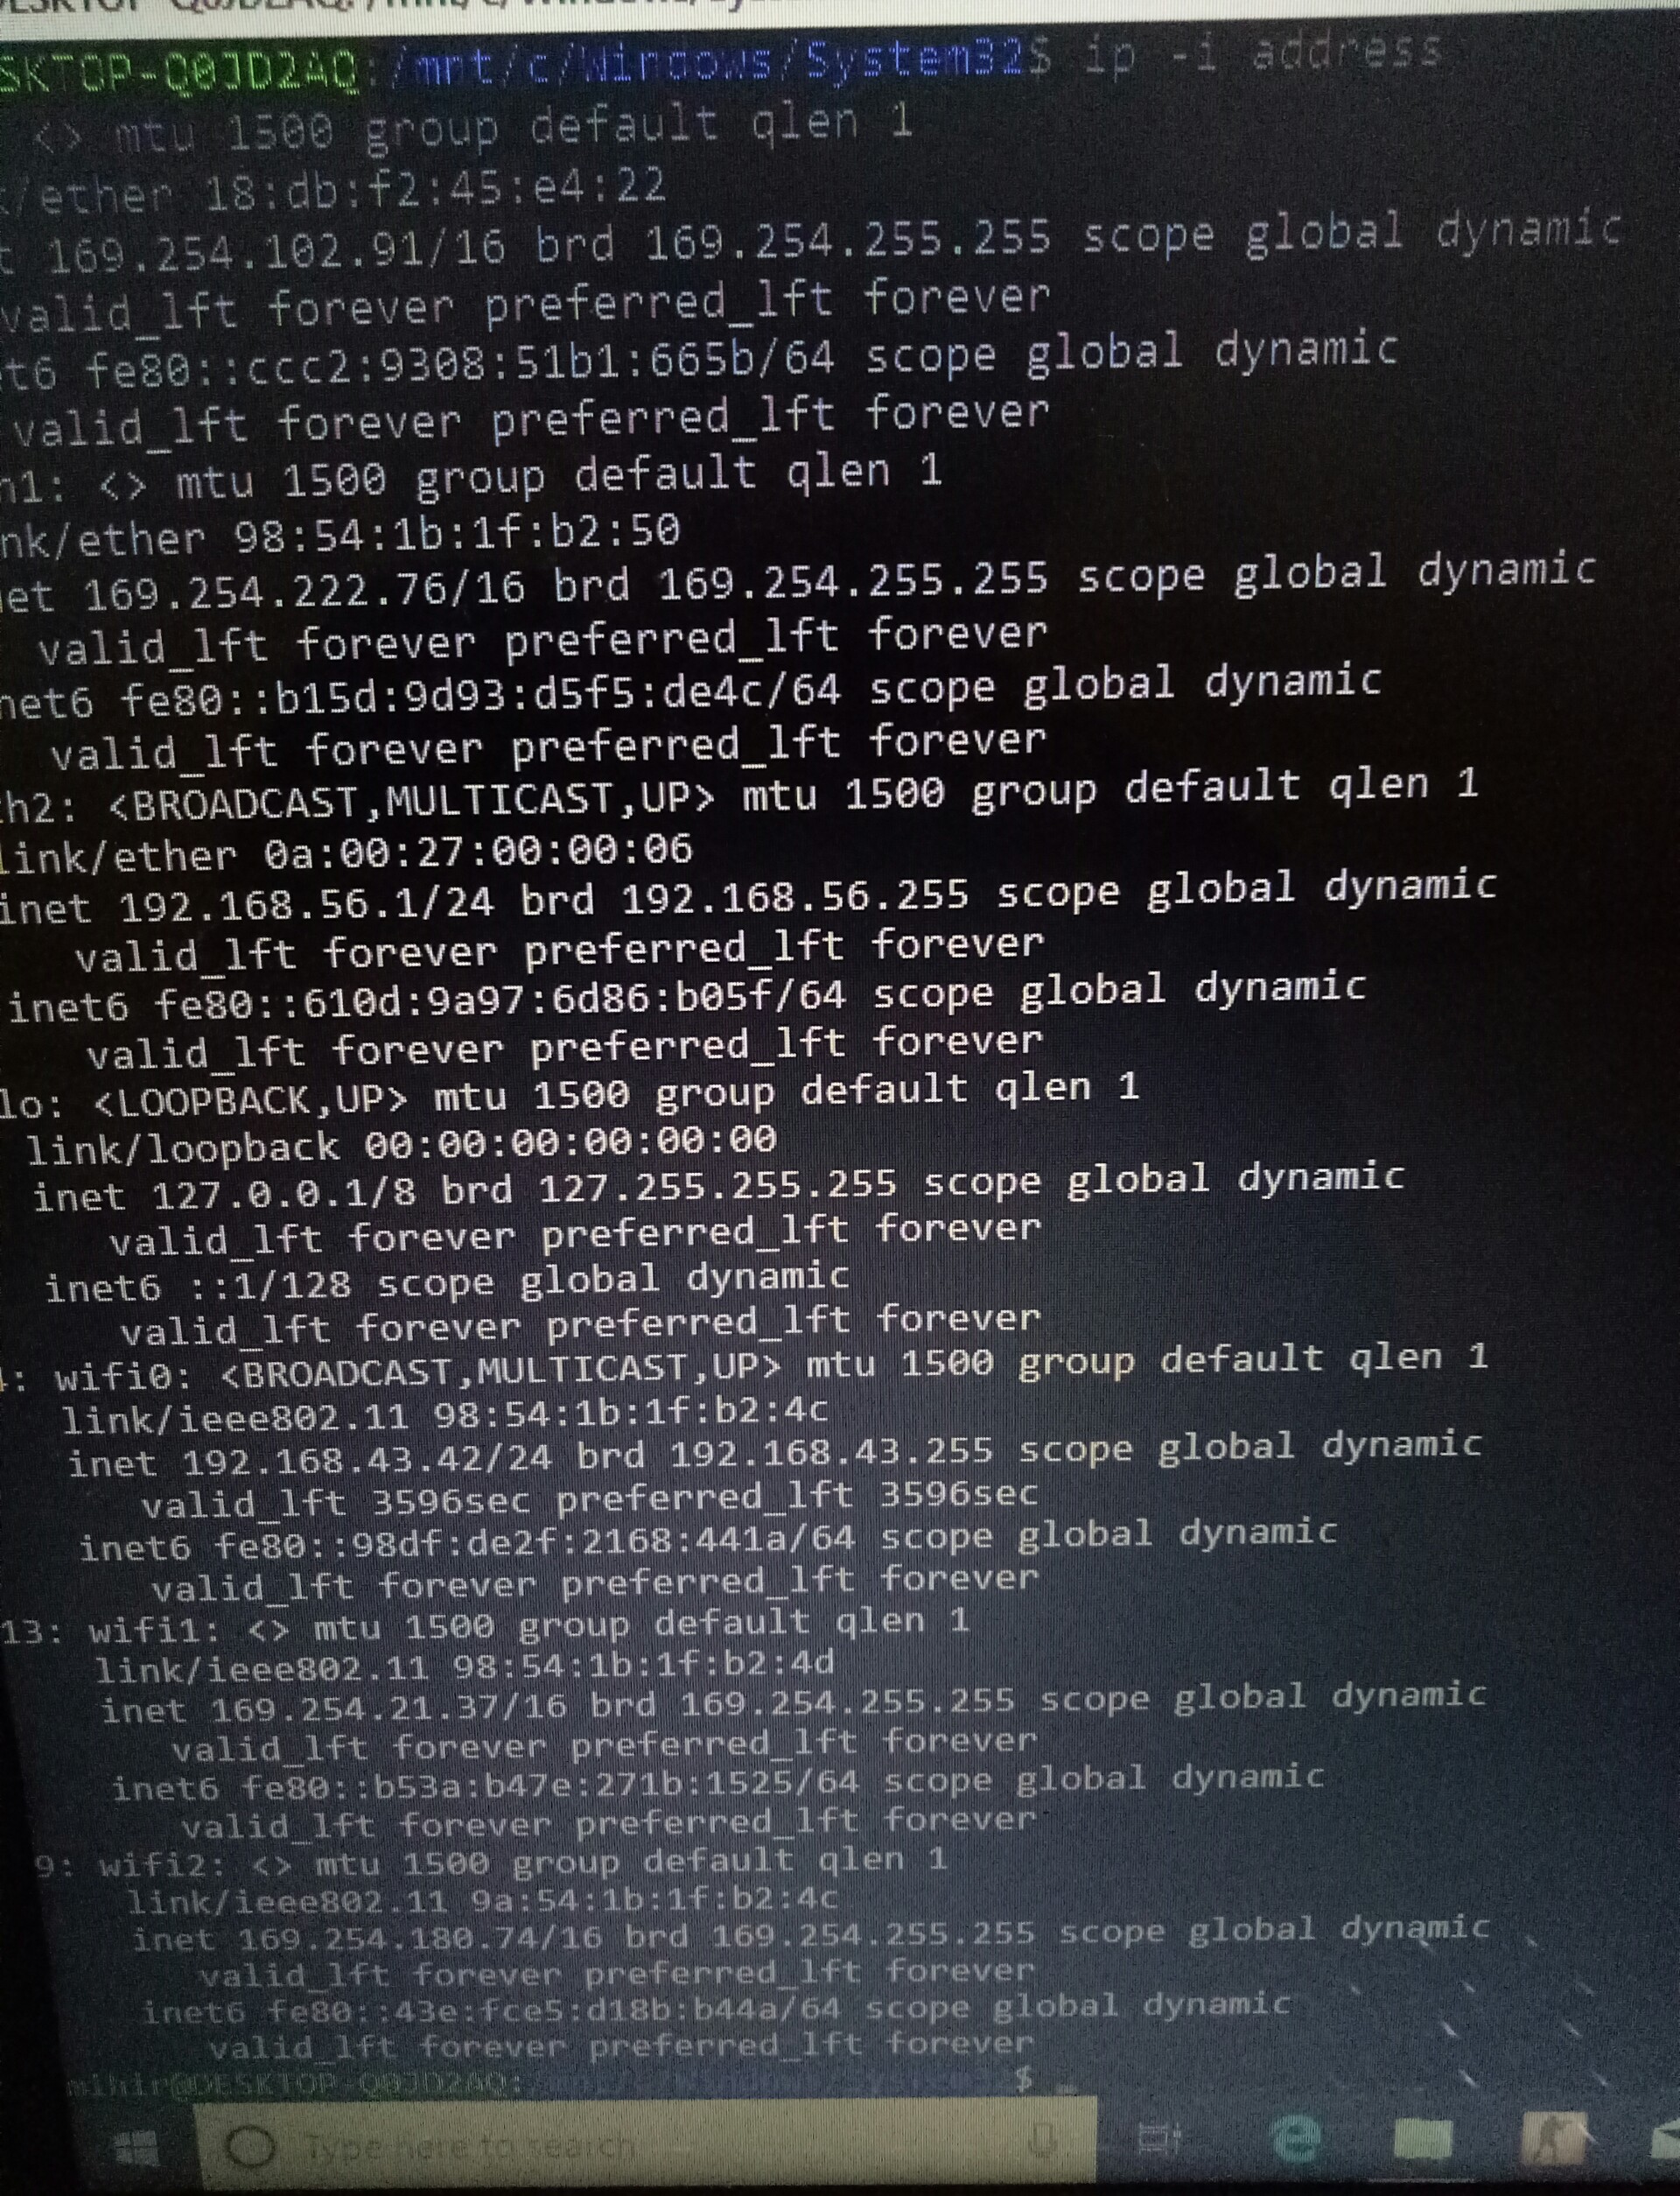 SKTOP-Q0JD2AQ:/mnt/c/Windows/System32$ ip -i address
<> mtu 1500 group default qlen 1
/ether 18:db:f2:45:e4:22
t 169.254.102.91/16 brd 169.254.255.255 scope global dynamic
valid_lft forever preferred_lft forever
et6 fe80::ccc2:9308:51b1:665b/64 scope global dynamic
valid_lft forever preferred_lft forever
h1: <> mtu 1500 group default qlen 1
nk/ether 98:54:1b:1f:b2:50
et 169.254.222.76/16 brd 169.254.255.255 scope global dynamic
valid_lft forever preferred_lft forever
net6 fe80::b15d:9d93:d5f5:de4c/64 scope global dynamic
valid_lft forever preferred_lft forever
th2: <BROADCAST,MULTICAST,UP> mtu 1500 group default qlen 1
link/ether 0a:00:27:00:00:06
inet 192.168.56.1/24 brd 192.168.56.255 scope global dynamic
valid_lft forever preferred_lft forever
inet6 fe80::610d:9a97:6d86:b05f/64 scope global dynamic
valid_lft forever preferred_lft forever
lo: <LOOPBACK,UP> mtu 1500 group default qlen 1
link/loopback 00:00:00:00:00:00
inet 127.0.0.1/8 brd 127.255.255.255 scope global dynamic
valid_lft forever preferred_lft forever
inet6 ::1/128 scope global dynamic
valid_lft forever preferred_lft forever
: wifi0: <BROADCAST,MULTICAST,UP> mtu 1500 group default qlen 1
link/ieee802.11 98:54:1b:1f:b2:4c
inet 192.168.43.42/24 brd 192.168.43.255 scope global dynamic
valid_lft 3596sec preferred_lft 3596sec
inet6 fe80::98df:de2f:2168:441a/64 scope global dynamic
valid_lft forever preferred_lft forever
13: wifi1: <> mtu 1500 group default qlen 1
link/ieee802.11 98:54:1b:1f:b2:4d
inet 169.254.21.37/16 brd 169.254.255.255 scope global dynamic
valid_lft forever preferred_lft forever
inet6 fe80::b53a:b47e:271b:1525/64 scope global dynamic
valid_lft forever preferred_lft forever
9: wifi2: <> mtu 1500 group default qlen 1
link/ieee802.11 9a:54:1b:1f:b2:4c
inet 169.254.180.74/16 brd 169.254.255.255 scope global dynamic
valid_lft forever preferred_lft forever
inet6 fe80::43e:fce5:d18b:b44a/64 scope global dynamic
valid_lft forever preferred_lft forever
mihir@DESKTOP-Q0JD2AQ: $ _
Type here to search